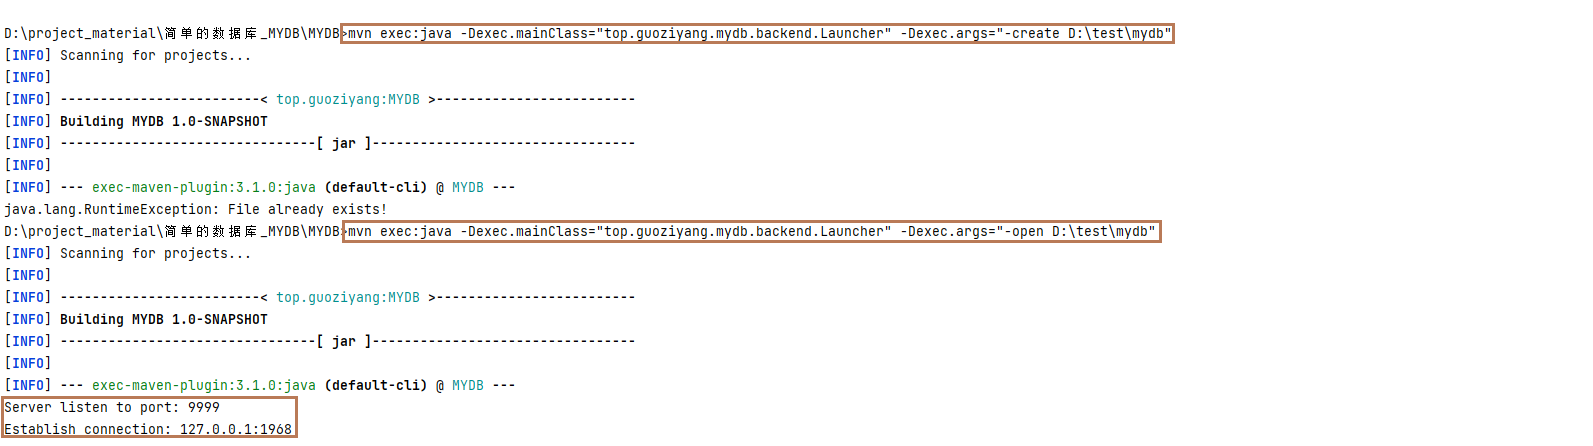 D:\project_material\简单的数据库_MYDB\MYDB>mvn exec:java -Dexec.mainClass="top.guoziyang.mydb.backend.Launcher" -Dexec.args="-create D:\test\mydb"
[INFO] Scanning for projects...
[INFO]
[INFO] -------------------------< top.guoziyang:MYDB >-------------------------
[INFO] Building MYDB 1.0-SNAPSHOT
[INFO] --------------------------------[ jar ]---------------------------------
[INFO]
[INFO] --- exec-maven-plugin:3.1.0:java (default-cli) @ MYDB ---
java.lang.RuntimeException: File already exists!
D:\project_material\简单的数据库_MYDB\MYDB>mvn exec:java -Dexec.mainClass="top.guoziyang.mydb.backend.Launcher" -Dexec.args="-open D:\test\mydb"
[INFO] Scanning for projects...
[INFO]
[INFO] -------------------------< top.guoziyang:MYDB >-------------------------
[INFO] Building MYDB 1.0-SNAPSHOT
[INFO] --------------------------------[ jar ]---------------------------------
[INFO]
[INFO] --- exec-maven-plugin:3.1.0:java (default-cli) @ MYDB ---
Server listen to port: 9999
Establish connection: 127.0.0.1:1968